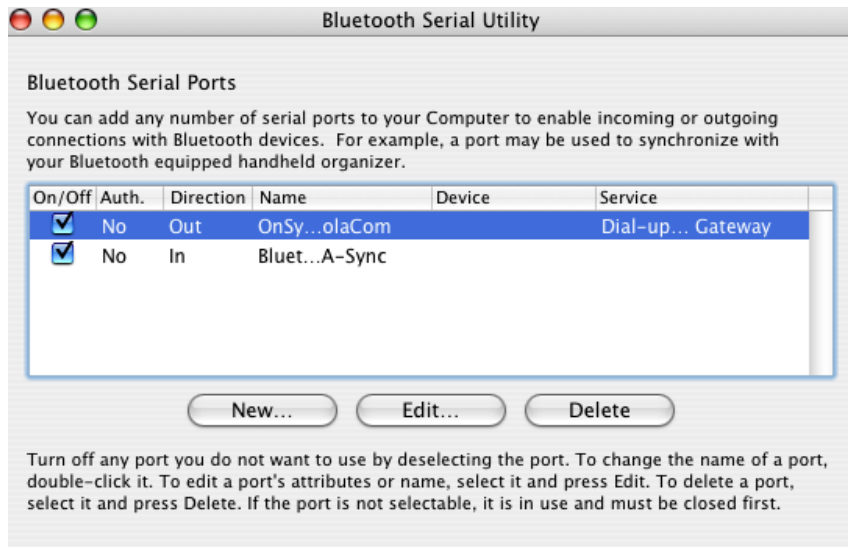 Bluetooth Serial Utility
Bluetooth Serial Ports
You can add any number of serial ports to your Computer to enable incoming or outgoing
connections with Bluetooth devices.  For example, a port may be used to synchronize with
your Bluetooth equipped handheld organizer.
On/Off Auth. Direction Name Device Service
No Out OnSy...olaCom Dial-up... Gateway
No In Bluet...A-Sync
New... Edit... Delete
Turn off any port you do not want to use by deselecting the port. To change the name of a port,
double-click it. To edit a port's attributes or name, select it and press Edit. To delete a port,
select it and press Delete. If the port is not selectable, it is in use and must be closed first.